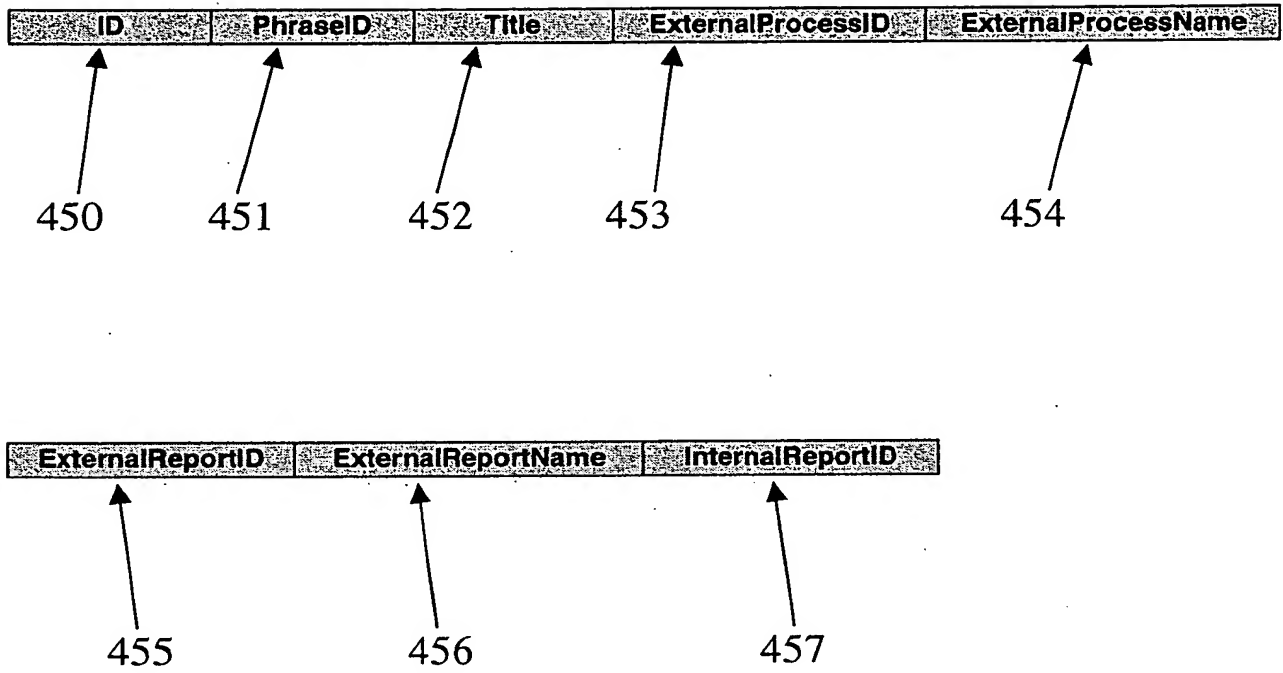 ID PhraseID Title ExternalProcessID ExternalProcessName
450 451 452 453 454
ExternalReportID ExternalReportName InternalReportID
455 456 457